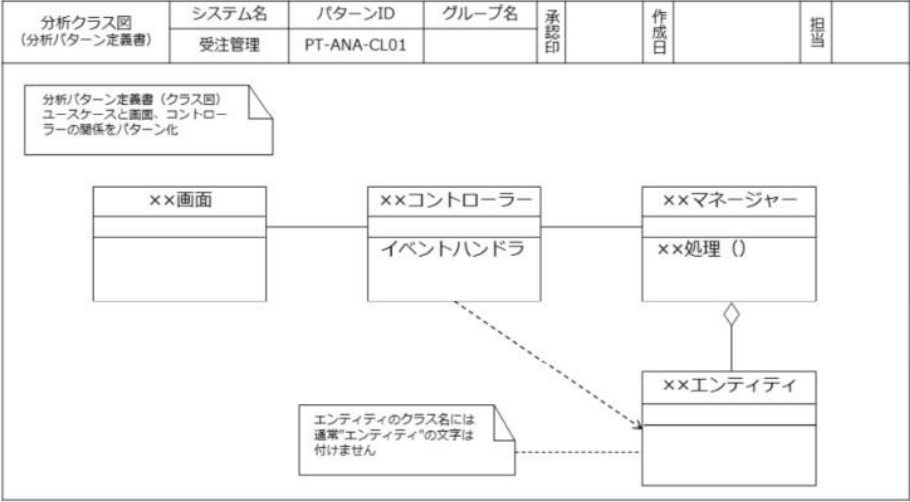 分析クラス図
（分析パターン定義書）
システム名
パターンID
グループ名
承認印
作成日
担当
受注管理
PT-ANA-CL01
分析パターン定義書（クラス図）
ユースケースと画面、コントロー
ラーの関係をパターン化
××画面
××コントローラー
××マネージャー
イベントハンドラ
××処理（）
××エンティティ
エンティティのクラス名には
通常"エンティティ"の文字は
付けません